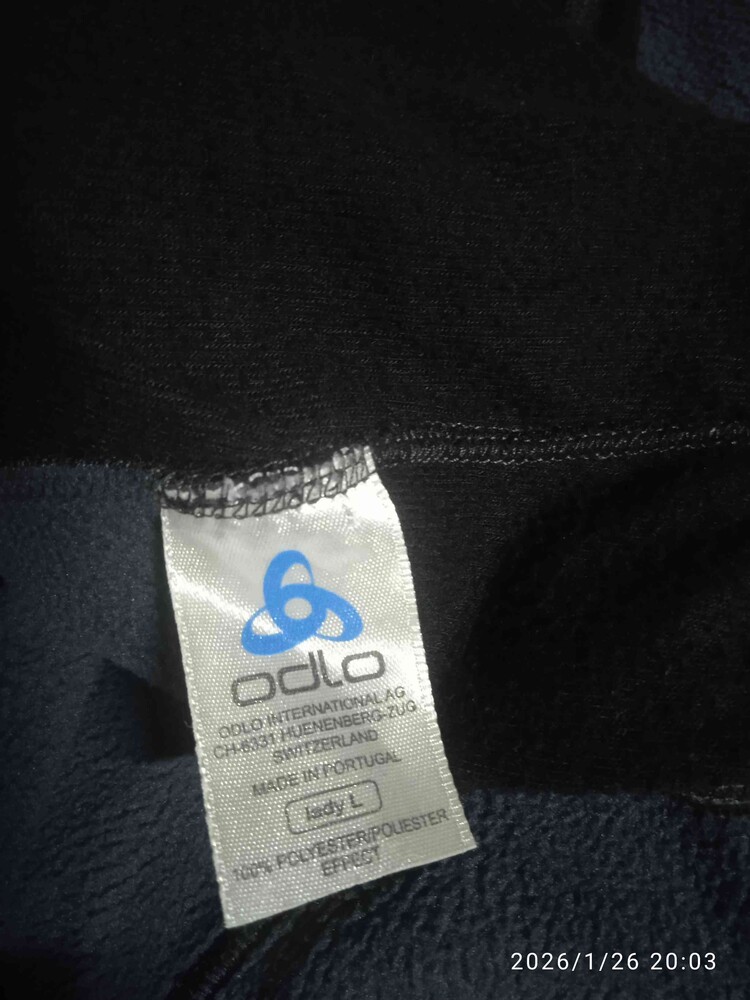 odlo
ODLO INTERNATIONAL AG
CH-6331 HUENENBERG-ZUG
SWITZERLAND
MADE IN PORTUGAL
lady L
100% POLYESTER/POLIESTER
EFFECT
2026/1/26 20:03